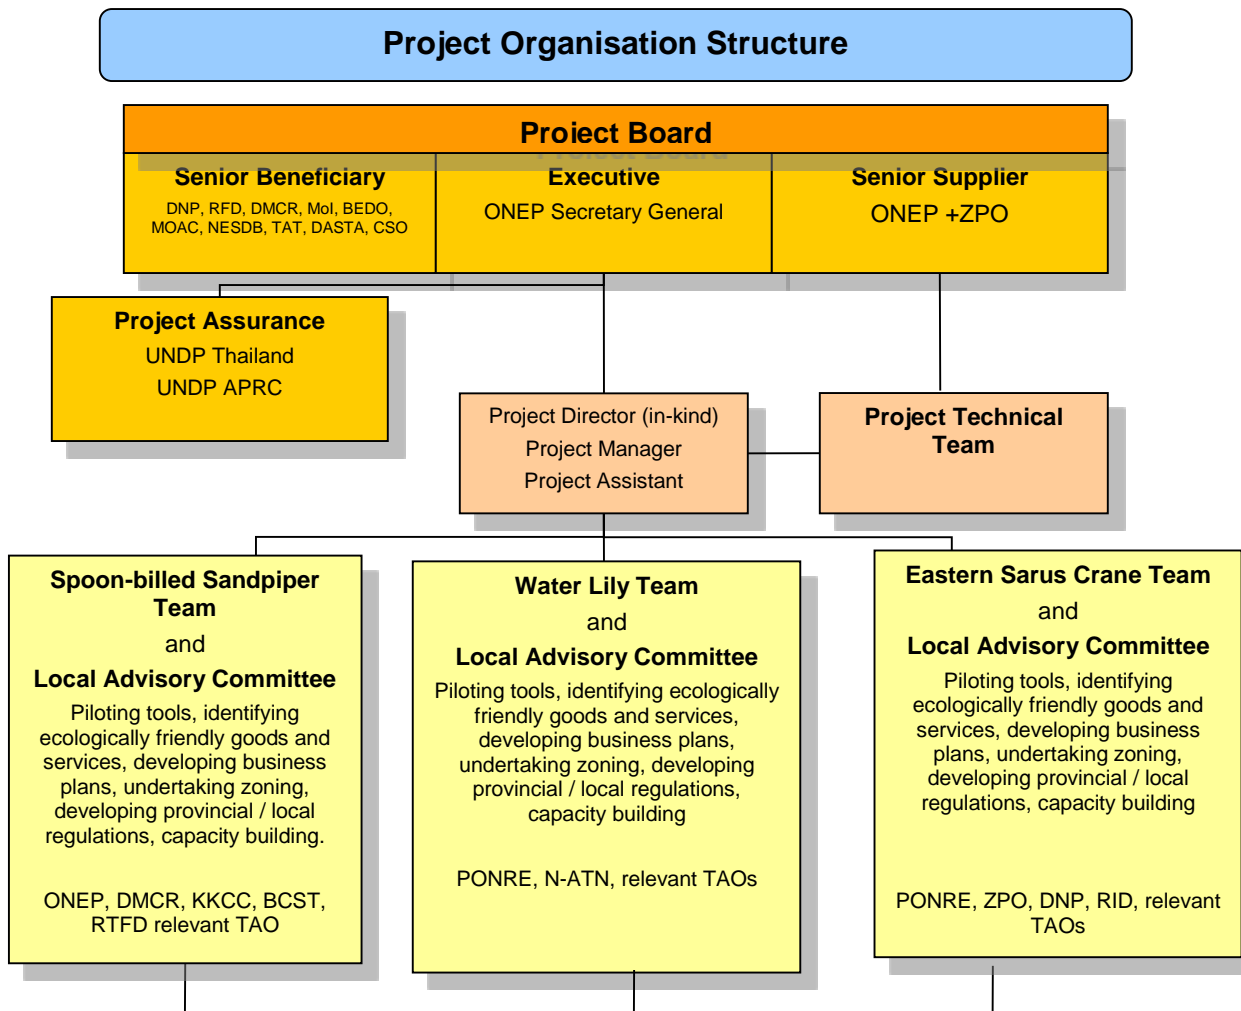 Project Organisation Structure
Project Board
Senior Beneficiary
DNP, RFD, DMCR, MoI, BEDO,
MOAC, NESDB, TAT, DASTA, CSO
Executive
ONEP Secretary General
Senior Supplier
ONEP +ZPO
Project Assurance
UNDP Thailand
UNDP APRC
Project Director (in-kind)
Project Manager
Project Assistant
Project Technical
Team
Spoon-billed Sandpiper
Team
and
Local Advisory Committee
Piloting tools, identifying
ecologically friendly goods and
services, developing business
plans, undertaking zoning,
developing provincial / local
regulations, capacity building.
ONEP, DMCR, KKCC, BCST,
RTFD relevant TAO
Water Lily Team
and
Local Advisory Committee
Piloting tools, identifying ecologically
friendly goods and services,
developing business plans,
undertaking zoning, developing
provincial / local regulations,
capacity building
PONRE, N-ATN, relevant TAOs
Eastern Sarus Crane Team
and
Local Advisory Committee
Piloting tools, identifying
ecologically friendly goods and
services, developing business
plans, undertaking zoning,
developing provincial / local
regulations, capacity building
PONRE, ZPO, DNP, RID, relevant
TAOs